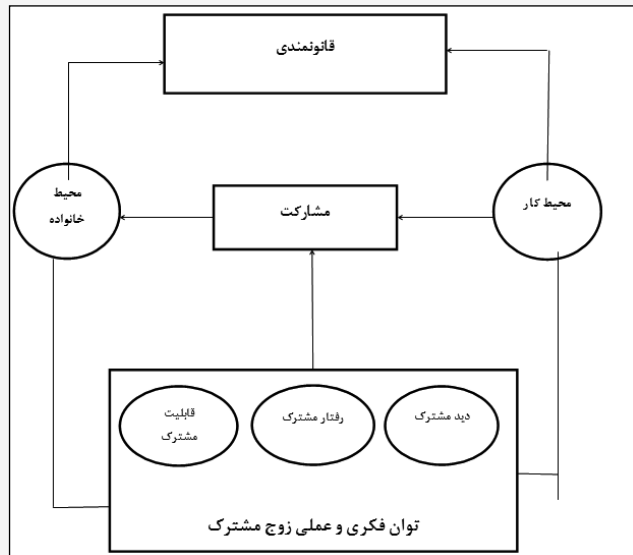 قانونمندی
محیط کار
مشارکت
محیط
خانواده
دید مشترک
رفتار مشترک
قابلیت
مشترک
توان فکری و عملی زوج مشترک